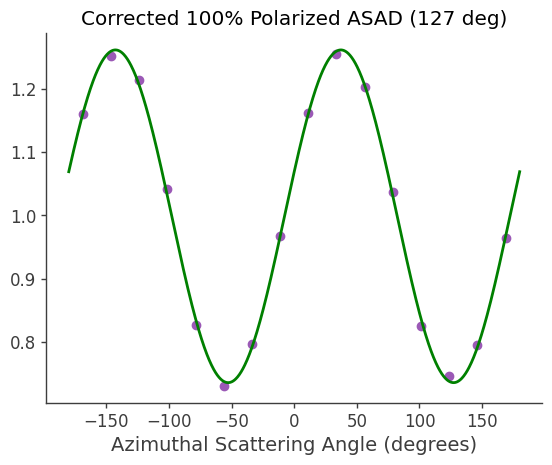 Corrected 100% Polarized ASAD (127 deg)
1.2
1.1
1.0
0.9
0.8
−150 −100 −50 0 50 100 150
Azimuthal Scattering Angle (degrees)